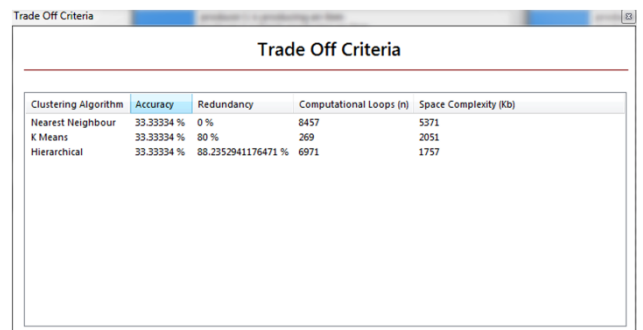 Trade Off Criteria
Trade Off Criteria
Clustering Algorithm Accuracy Redundancy Computational Loops (n) Space Complexity (Kb)
Nearest Neighbour 33.33334 % 0 % 8457 5371
K Means 33.33334 % 80 % 269 2051
Hierarchical 33.33334 % 88.2352941176471 % 6971 1757